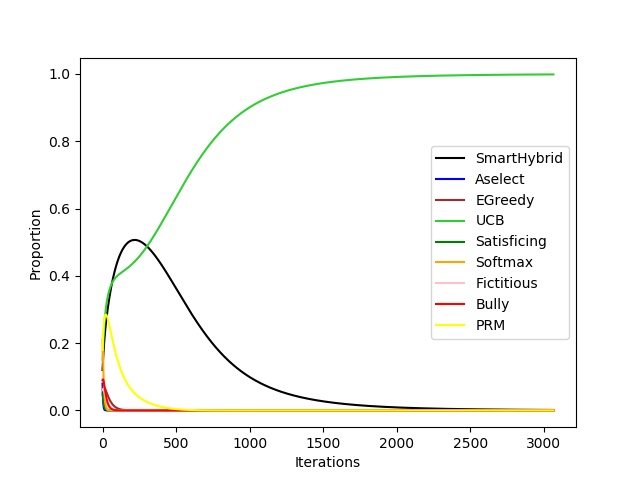 1.0
0.8
0.6
0.4
0.2
0.0
Proportion
SmartHybrid
Aselect
EGreedy
UCB
Satisficing
Softmax
Fictitious
Bully
PRM
0 500 1000 1500 2000 2500 3000
Iterations